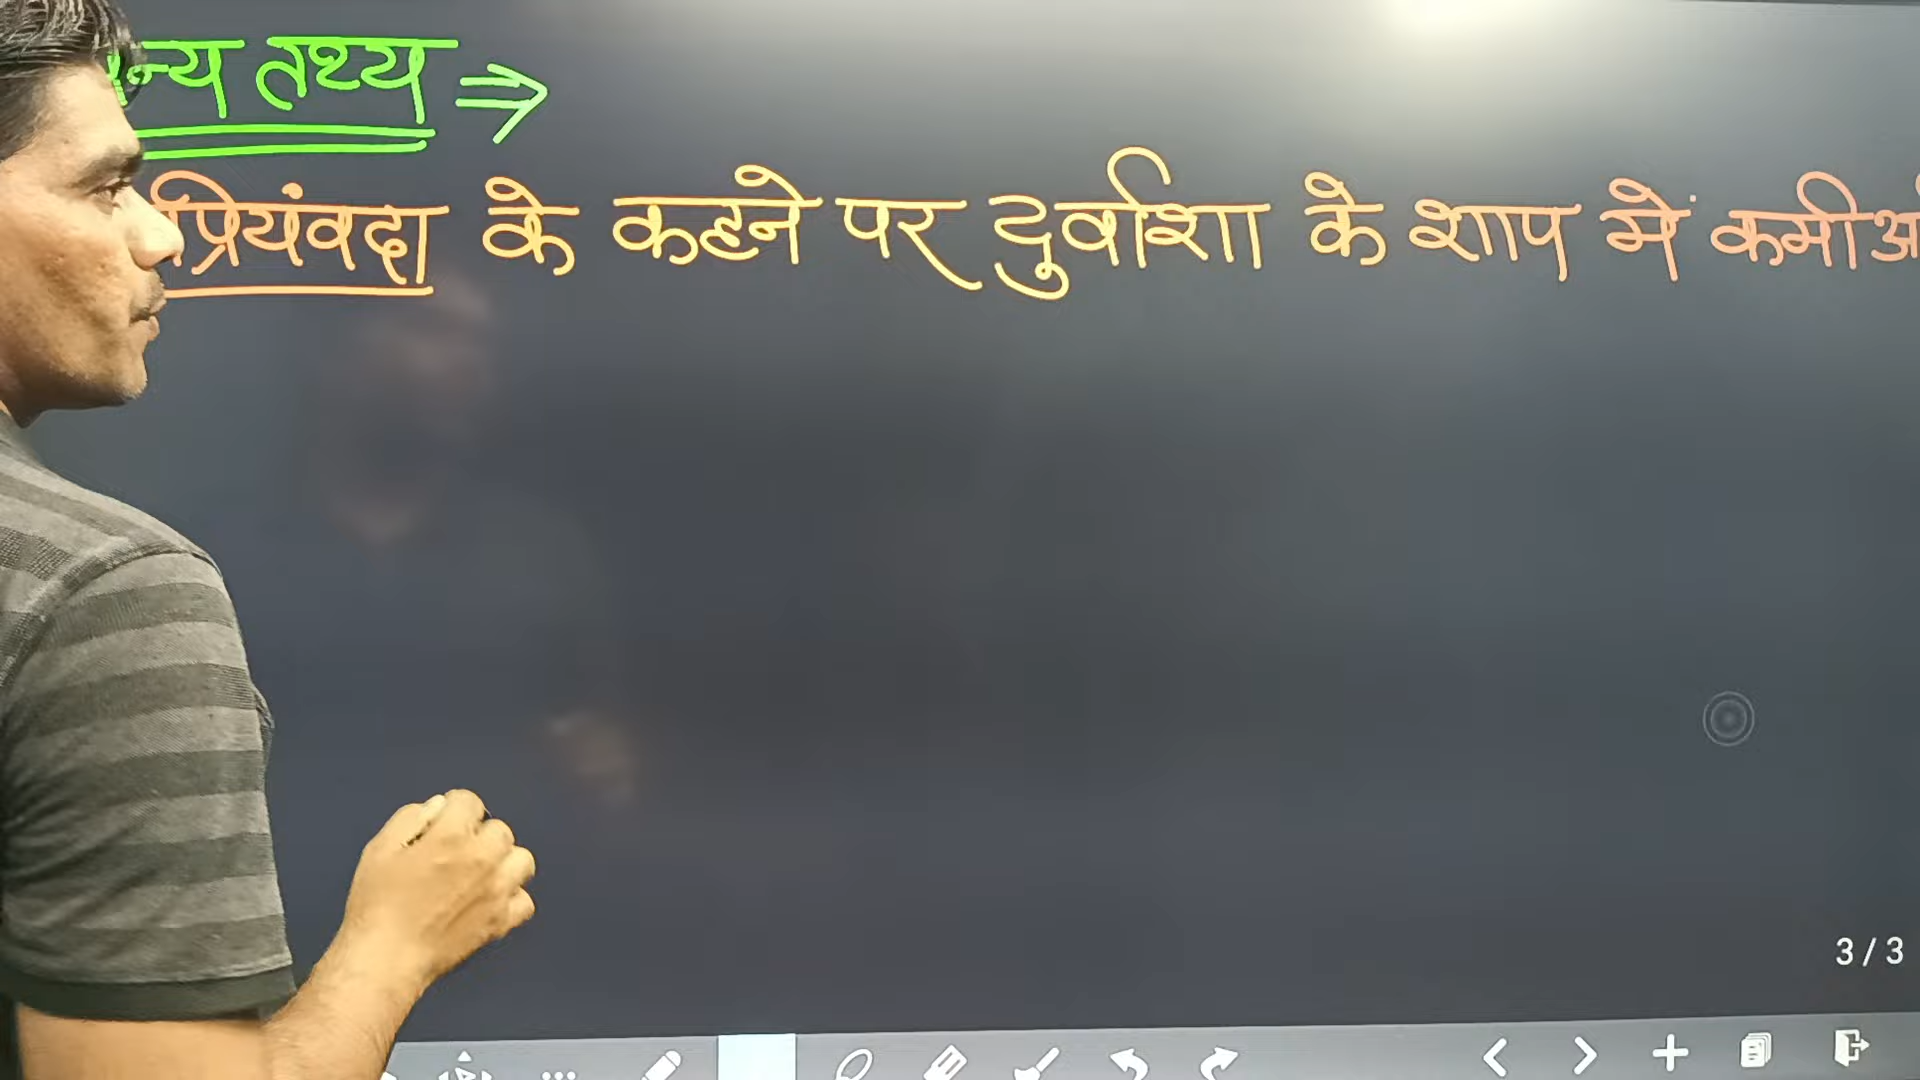 न्य तथ्य ⇒
प्रियंवदा के कहने पर दुर्वाशा के शाप में कमी
3/3